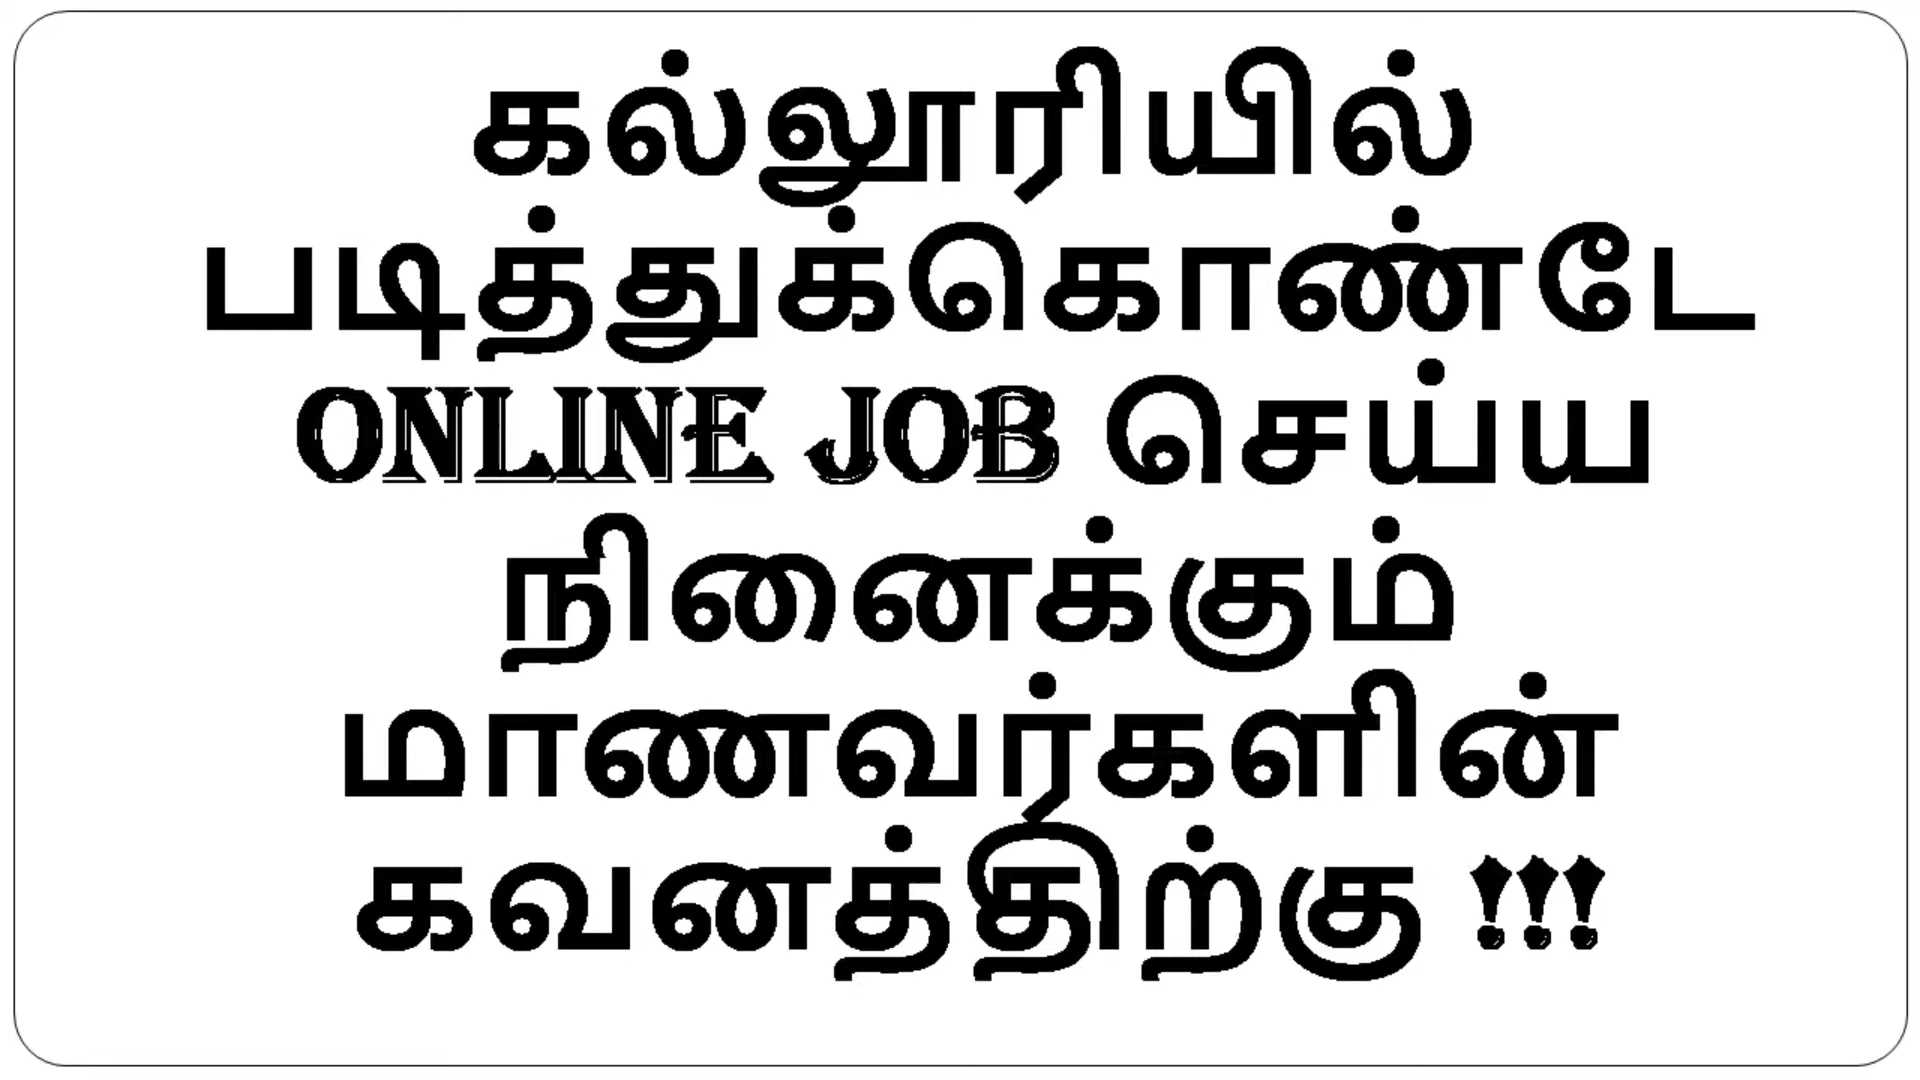 கல்லூரியில்
படித்துக்கொண்டே
ONLINE JOB செய்ய
நினைக்கும்
மாணவர்களின்
கவனத்திற்கு !!!